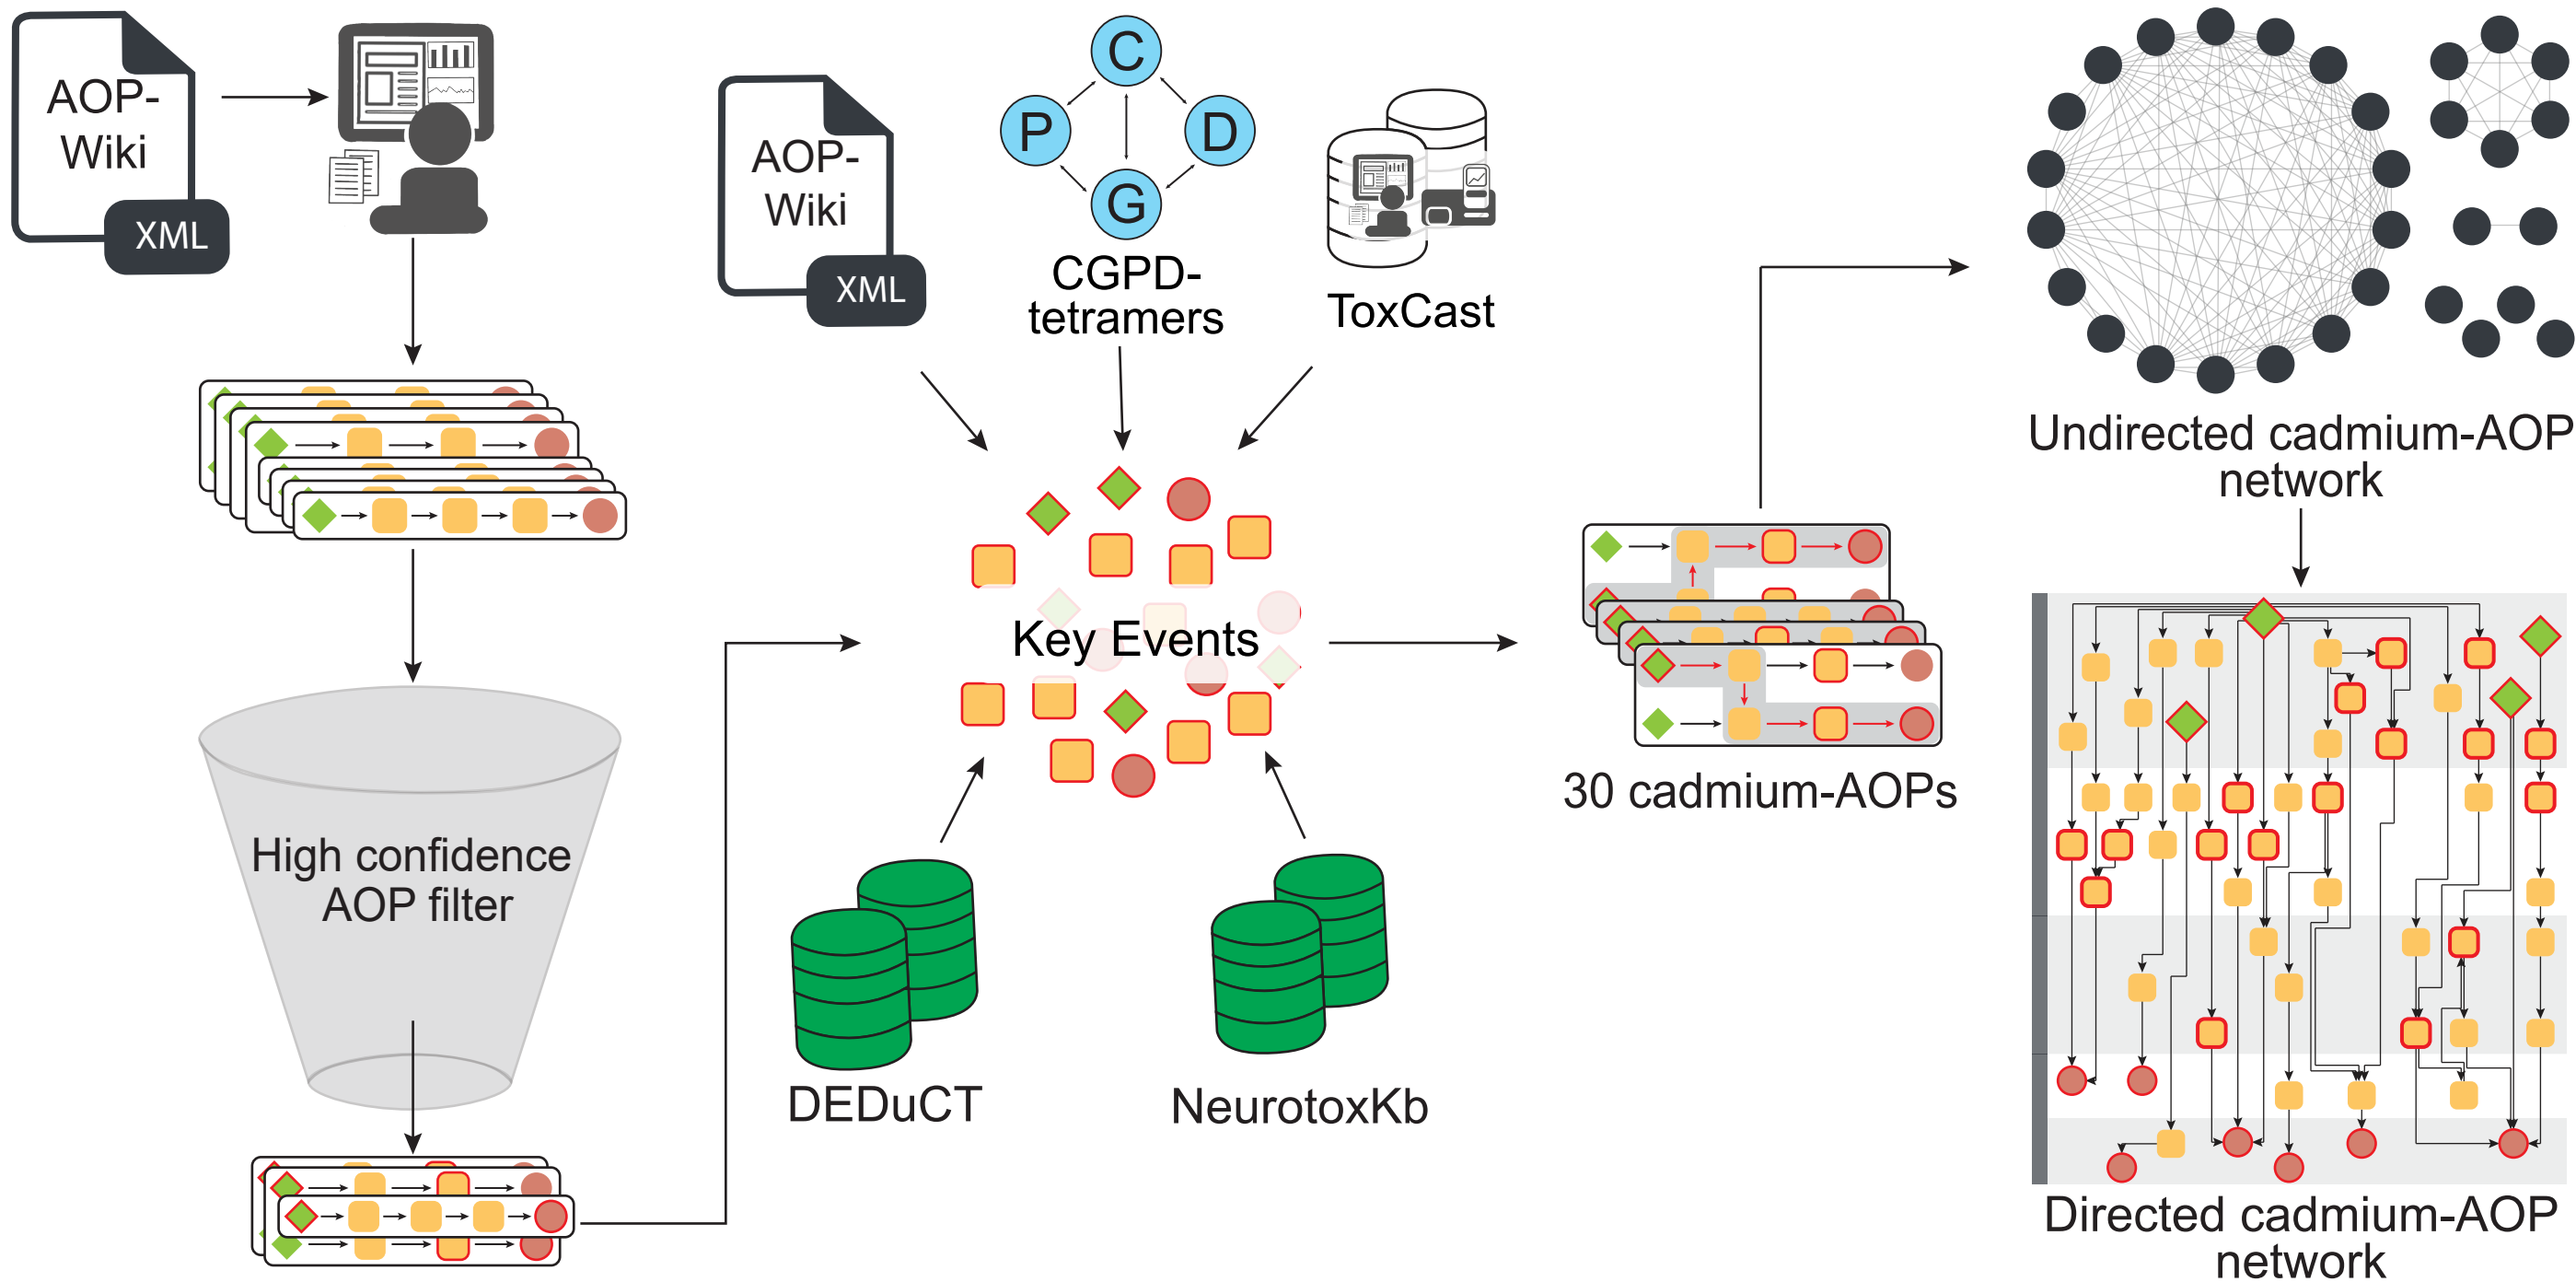 AOP-
Wiki
XML
High confidence
AOP filter
AOP-
Wiki
XML
C
P
D
G
CGPD-
tetramers
ToxCast
Key Events
DEDuCT
NeurotoxKb
30 cadmium-AOPs
Undirected cadmium-AOP
network
Directed cadmium-AOP
network